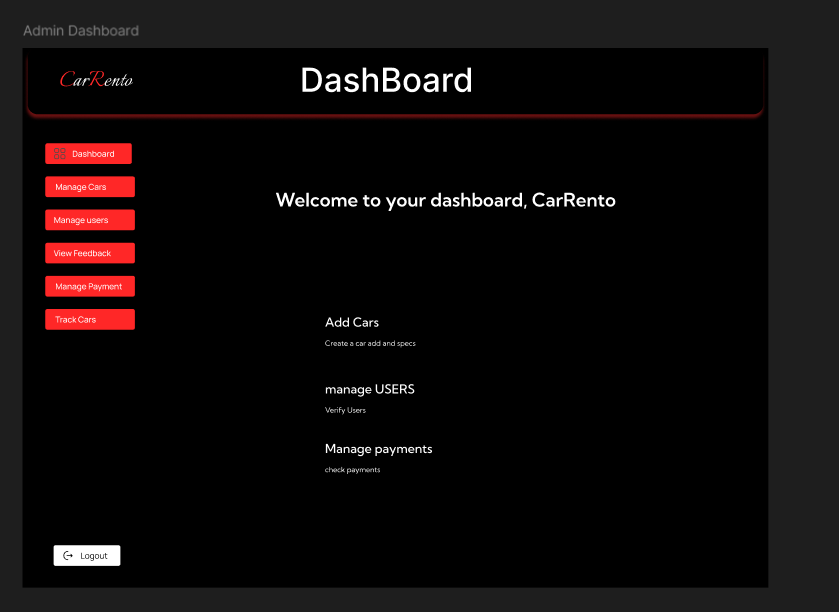 Admin Dashboard
CarRento
DashBoard
Dashboard
Manage Cars
Manage users
View Feedback
Manage Payment
Track Cars
Welcome to your dashboard, CarRento
Add Cars
Create a car add and specs
manage USERS
Verify Users
Manage payments
check payments
Logout